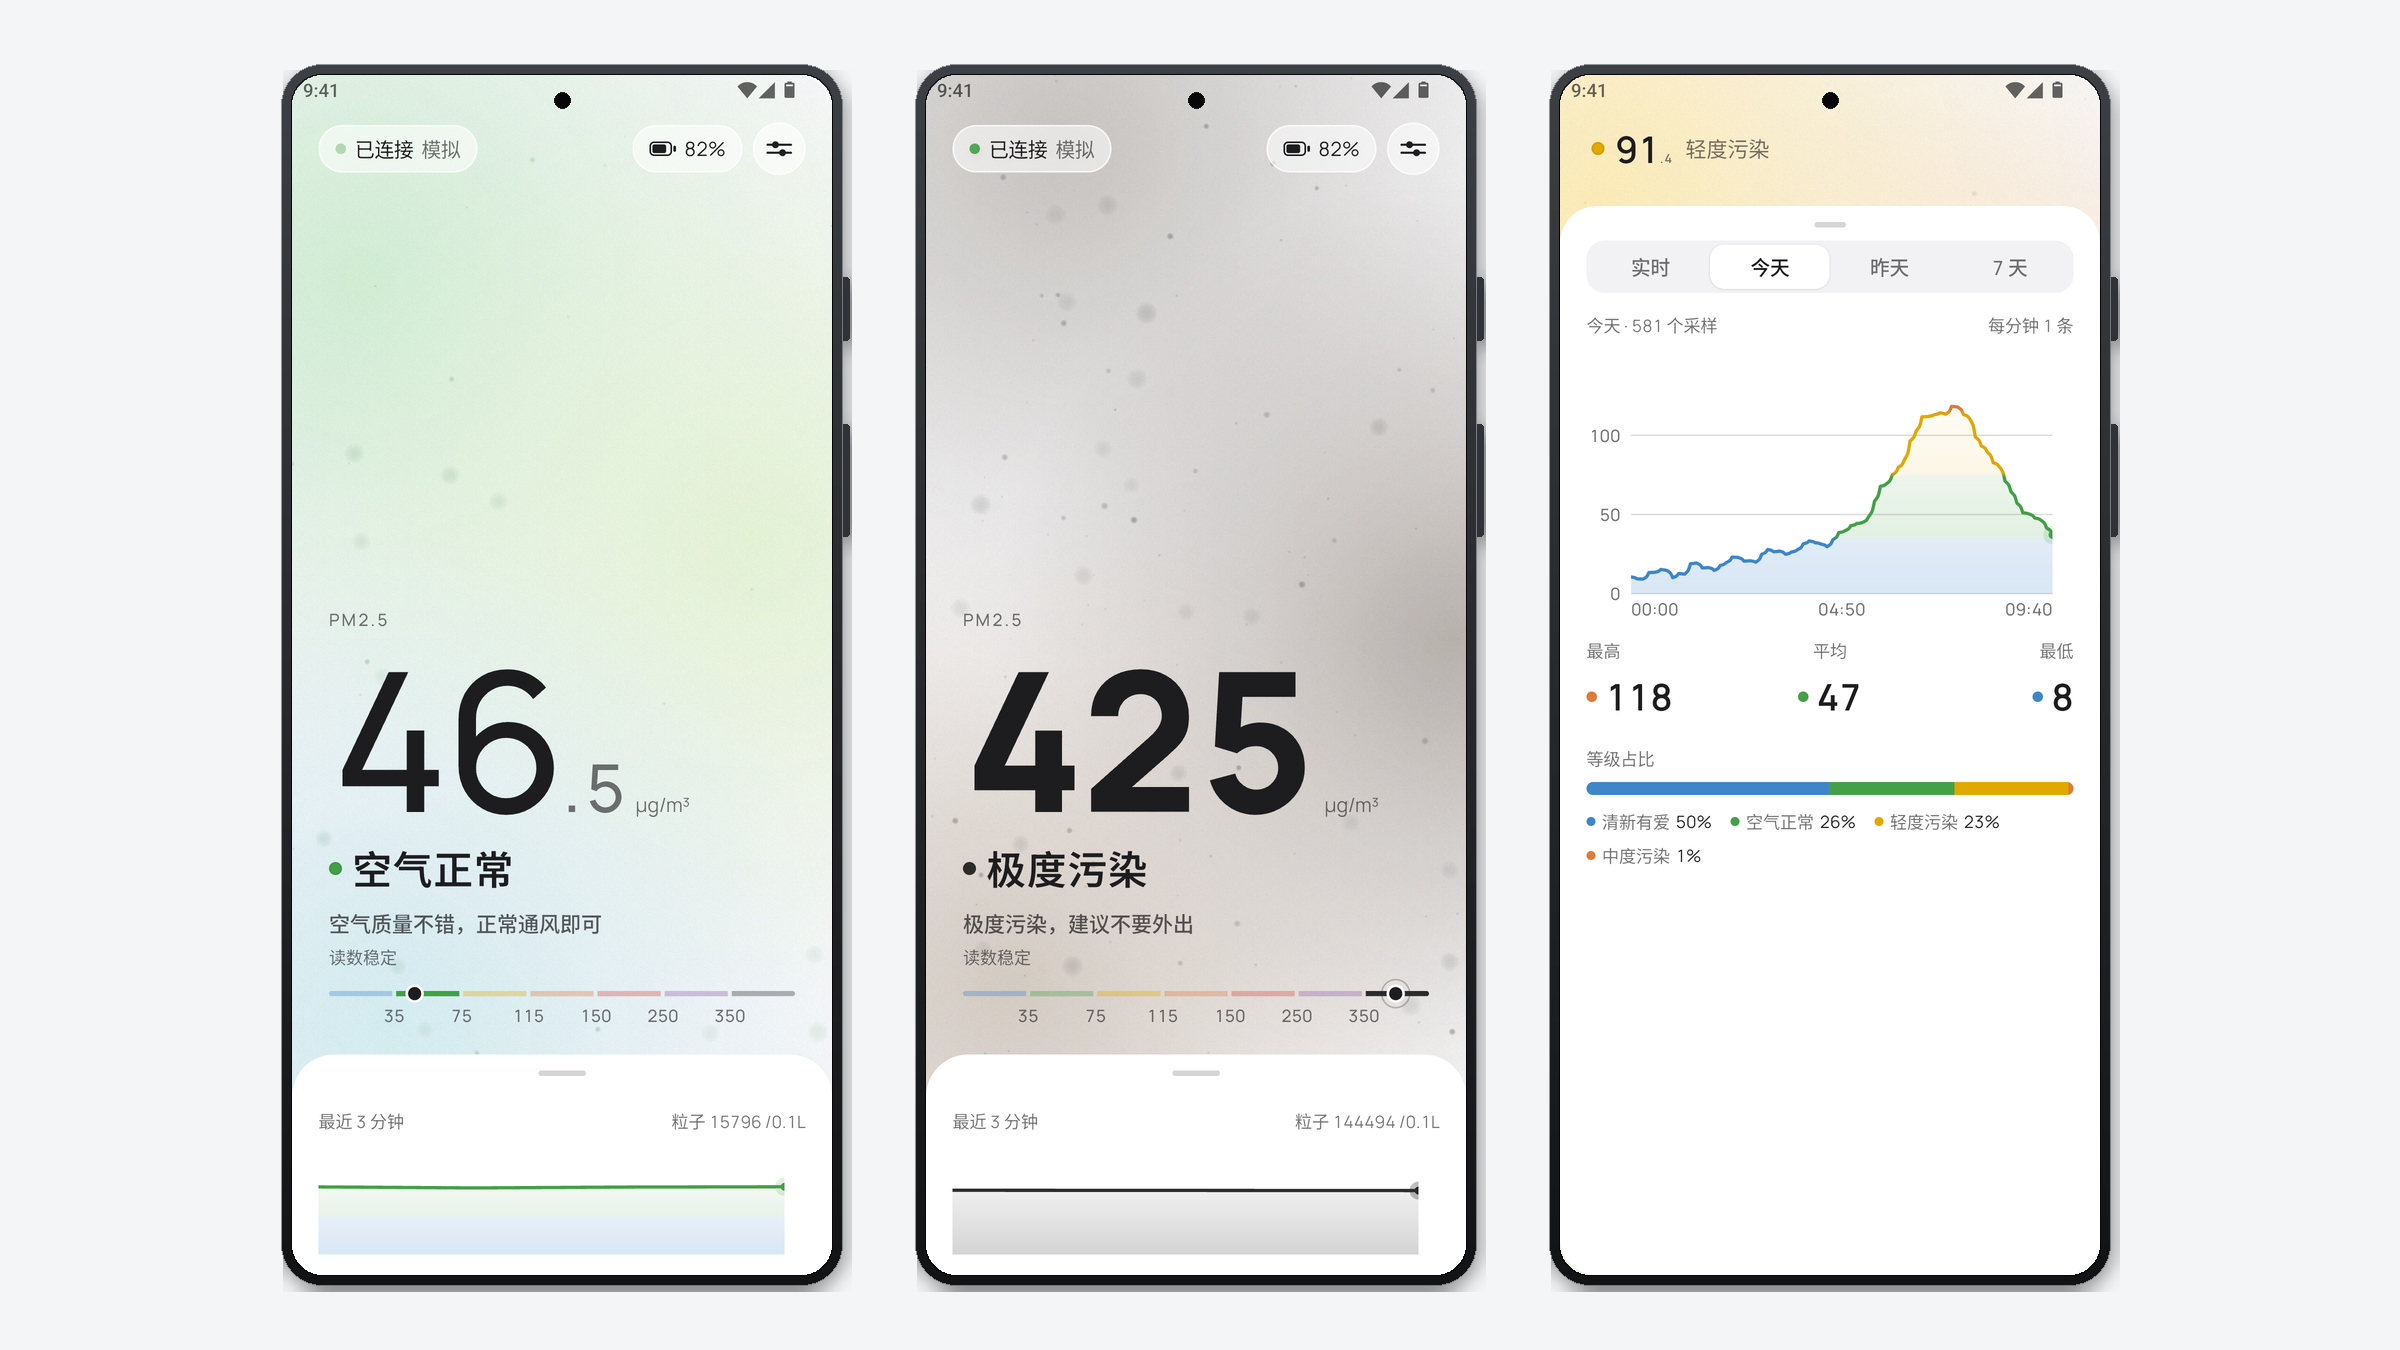 9:41
已连接 模拟
82%
PM2.5
46.5 µg/m³
空气正常
空气质量不错，正常通风即可
读数稳定
35 75 115 150 250 350
最近 3 分钟 粒子 15796 /0.1L
9:41
已连接 模拟
82%
PM2.5
425 µg/m³
极度污染
极度污染，建议不要外出
读数稳定
35 75 115 150 250 350
最近 3 分钟 粒子 144494 /0.1L
9:41
91.4 轻度污染
实时 今天 昨天 7 天
今天 · 581 个采样 每分钟 1 条
100
50
0
00:00 04:50 09:40
最高 平均 最低
118 47 8
等级占比
清新有爱 50% 空气正常 26% 轻度污染 23%
中度污染 1%